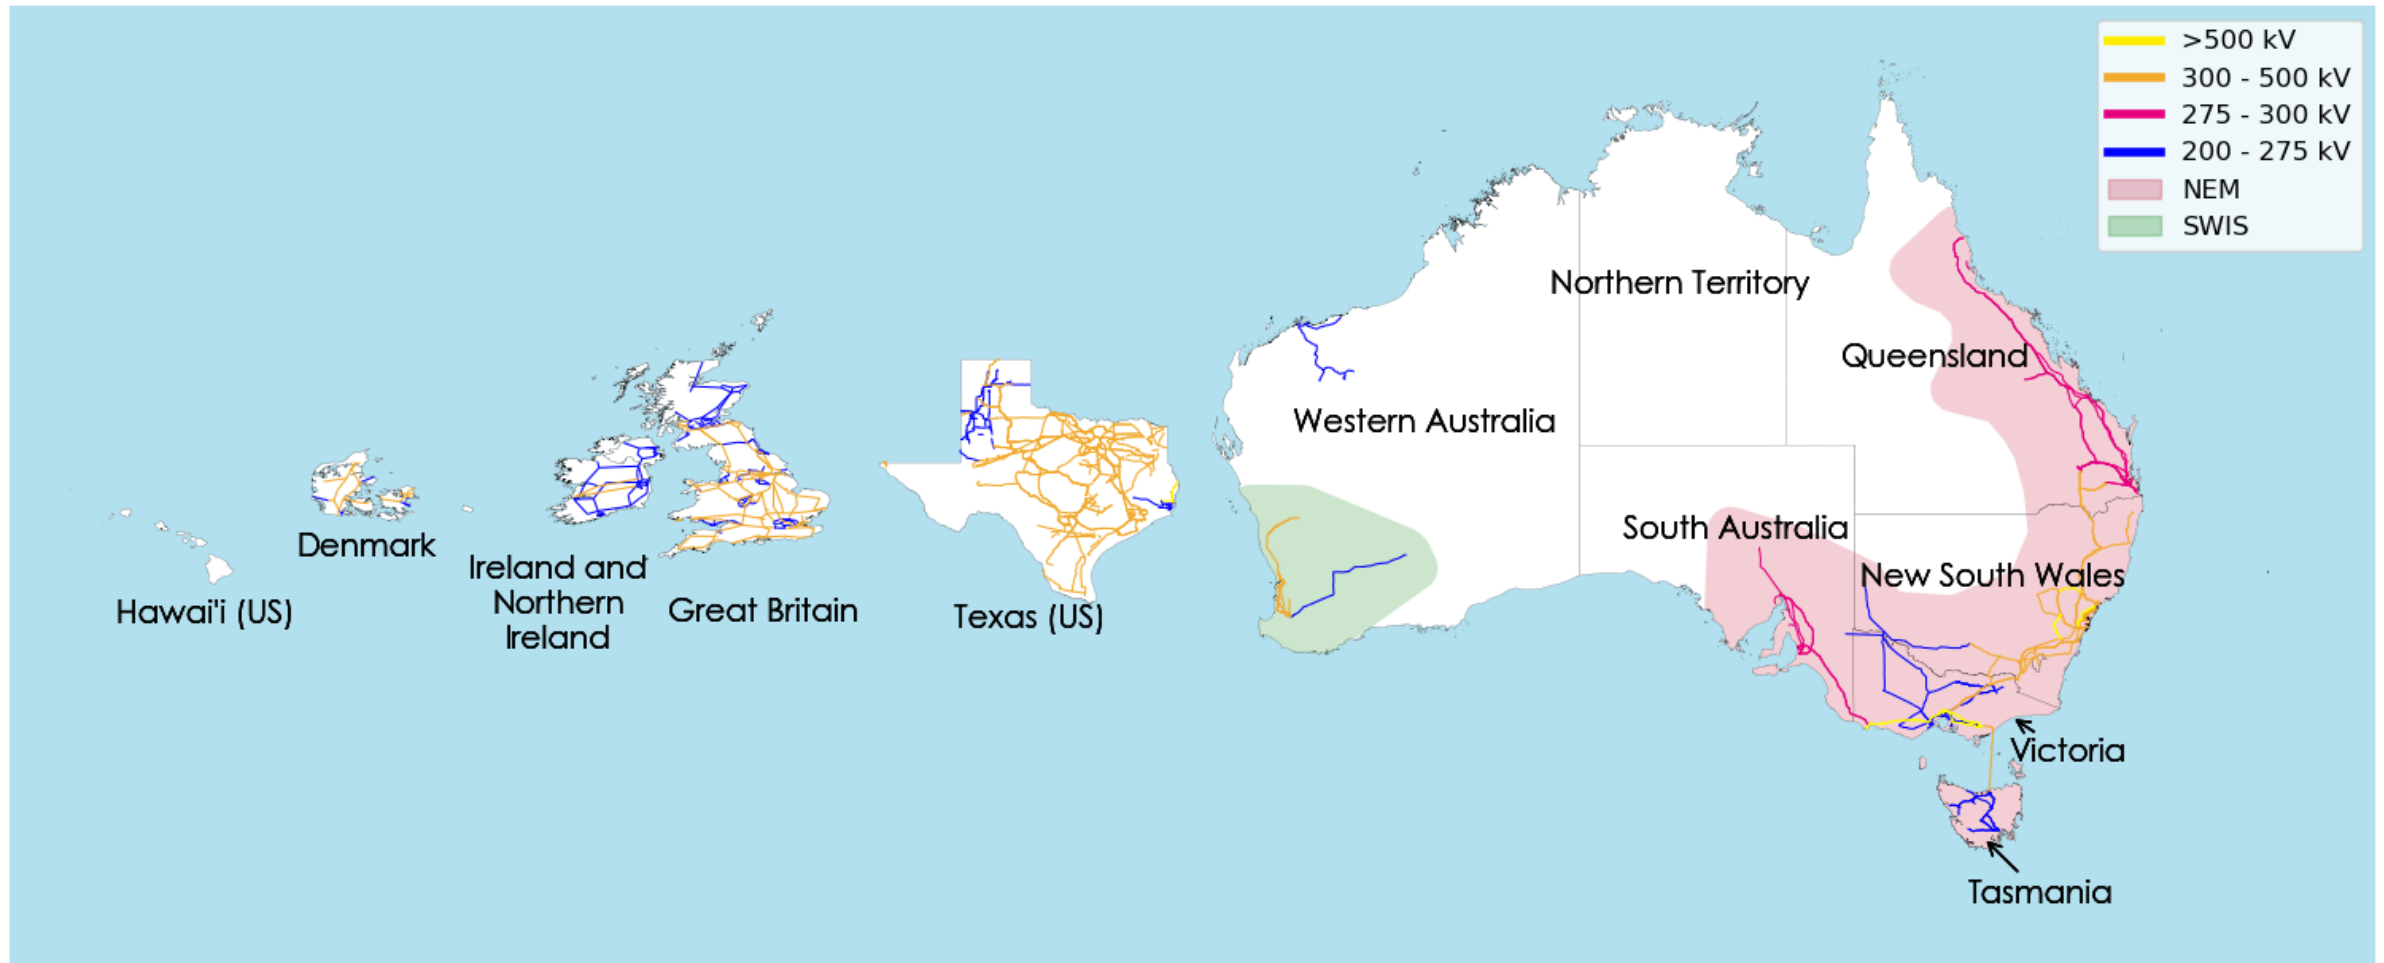 >500 kV
300 - 500 kV
275 - 300 kV
200 - 275 kV
NEM
SWIS
Northern Territory
Queensland
Western Australia
South Australia
New South Wales
Victoria
Tasmania
Hawai'i (US)
Denmark
Ireland and
Northern
Ireland
Great Britain
Texas (US)